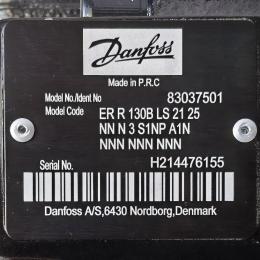 Danfoss
Made in P.R.C
Model No./Ident No 83037501
Model Code ER R 130B LS 21 25
NN N 3 S1NP A1N
NNN NNN NNN
Serial No. H214476155
Danfoss A/S,6430 Nordborg,Denmark